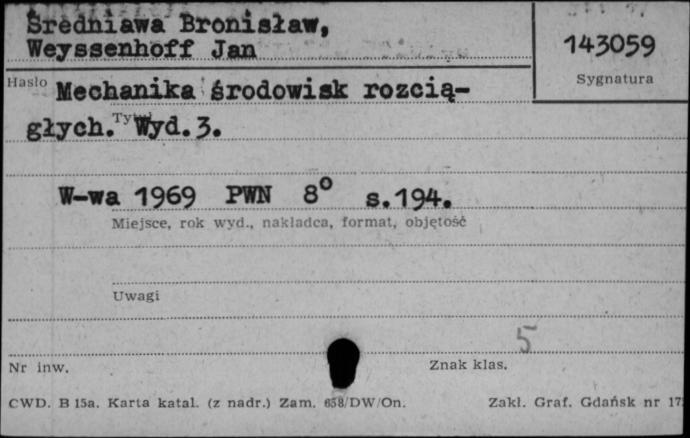 Średniawa Bronisław,
Weyssenhoff Jan
143059
Sygnatura
Hasło
Mechanika środowisk rozcią-
głych. Wyd. 3.
Tytuł
W-wa 1969 PWN 8° s.194.
Miejsce, rok wyd., nakładca, format, objętość
Uwagi
5
Nr inw.
Znak klas.
CWD. B 15a. Karta katal. (z nadr.) Zam. 658/DW/On.
Zakł. Graf. Gdańsk nr